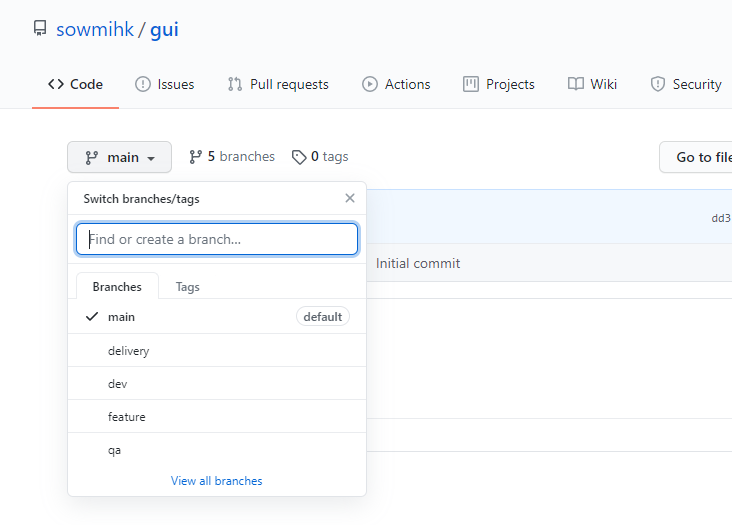 sowmihk / gui
Code Issues Pull requests Actions Projects Wiki Security
main 5 branches 0 tags Go to file
Switch branches/tags
dd3
Find or create a branch...
Initial commit
Branches Tags
main default
delivery
dev
feature
qa
View all branches